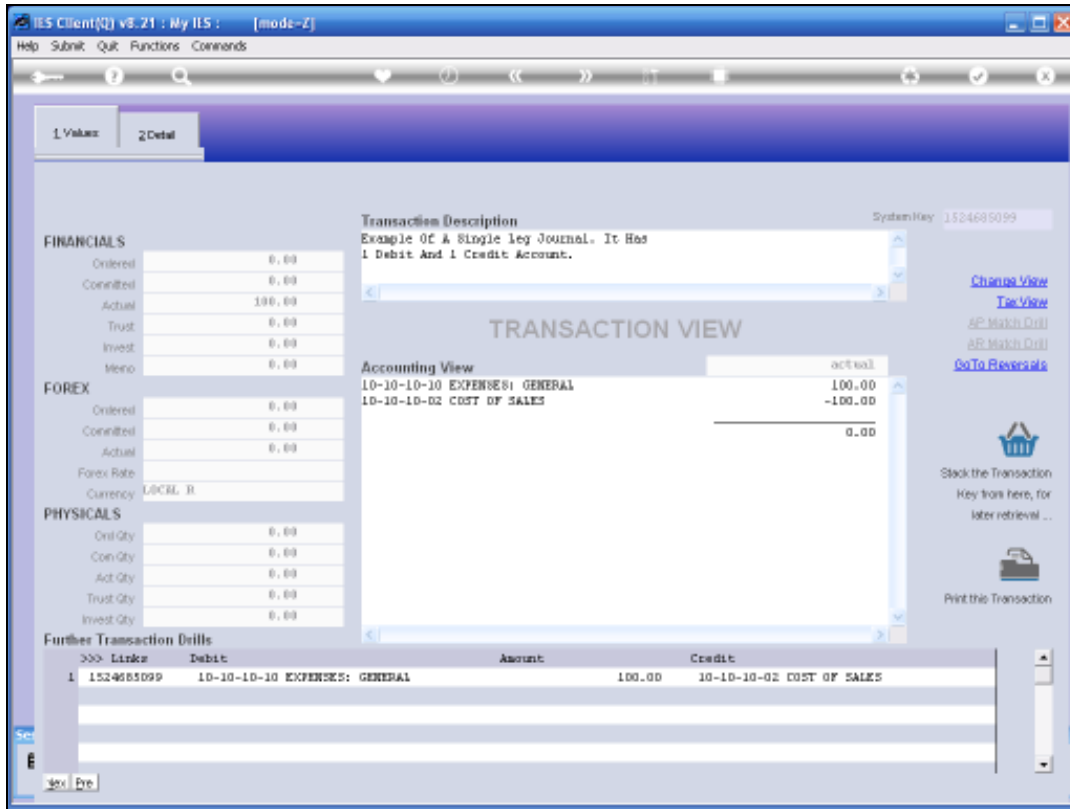 IES Client(Q) v8.21 : My IES : [mode-Z]
Help Submit Quit Functions Commands
1 Values 2 Detail
System Key 1524685099
Transaction Description
Example Of A Single Leg Journal. It Has
1 Debit And 1 Credit Account.
FINANCIALS
Ordered 0.00
Committed 0.00
Actual 100.00
Trust 0.00
Invest 0.00
Memo 0.00
FOREX
Ordered 0.00
Committed 0.00
Actual 0.00
Forex Rate
Currency LOCAL R
PHYSICALS
Ord Qty 0.00
Com Qty 0.00
Act Qty 0.00
Trust Qty 0.00
Invest Qty 0.00
TRANSACTION VIEW
Accounting View actual
10-10-10-10 EXPENSES: GENERAL 100.00
10-10-10-02 COST OF SALES -100.00
0.00
Change View
Tax View
AP Match Drill
AR Match Drill
GoTo Reversals
Stack the Transaction
Key from here, for
later retrieval ...
Print this Transaction
Further Transaction Drills
>>> Links Debit Amount Credit
1 1524685099 10-10-10-10 EXPENSES: GENERAL 100.00 10-10-10-02 COST OF SALES
Nex Pre